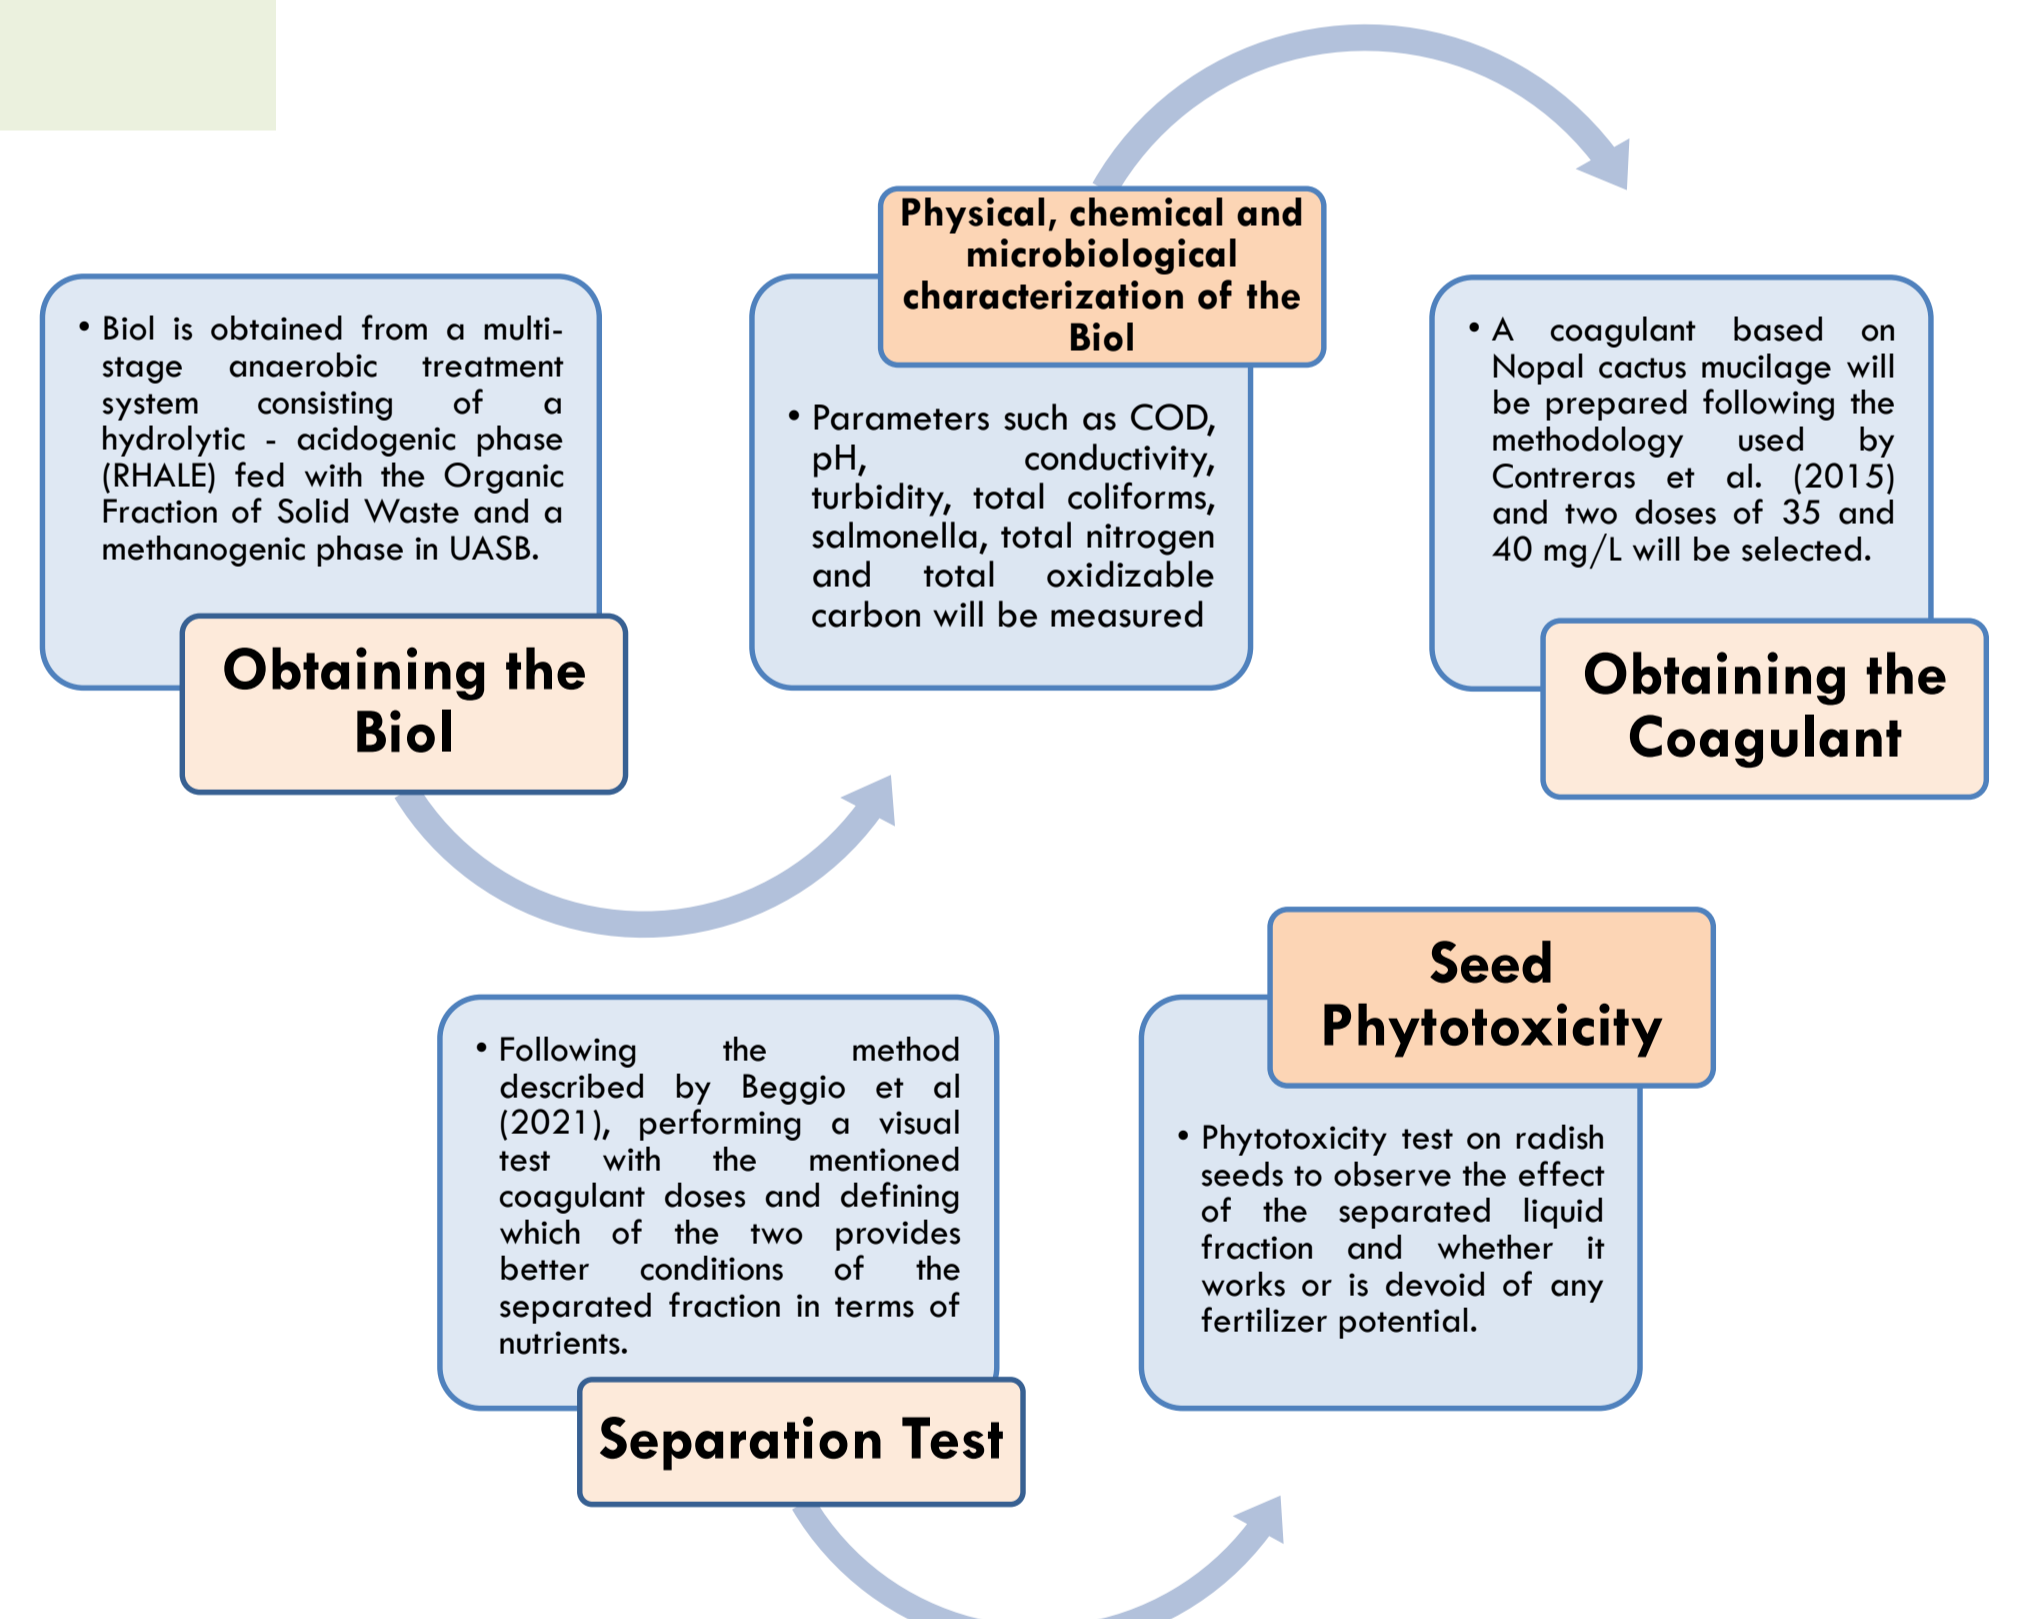 • Biol is obtained from a multi-
stage anaerobic treatment
system consisting of a
hydrolytic - acidogenic phase
(RHALE) fed with the Organic
Fraction of Solid Waste and a
methanogenic phase in UASB.
Obtaining the
Biol
Physical, chemical and
microbiological
characterization of the
Biol
• Parameters such as COD,
pH, conductivity,
turbidity, total coliforms,
salmonella, total nitrogen
and total oxidizable
carbon will be measured
• A coagulant based on
Nopal cactus mucilage will
be prepared following the
methodology used by
Contreras et al. (2015)
and two doses of 35 and
40 mg/L will be selected.
Obtaining the
Coagulant
• Following the method
described by Beggio et al
(2021), performing a visual
test with the mentioned
coagulant doses and defining
which of the two provides
better conditions of the
separated fraction in terms of
nutrients.
Separation Test
Seed
Phytotoxicity
• Phytotoxicity test on radish
seeds to observe the effect
of the separated liquid
fraction and whether it
works or is devoid of any
fertilizer potential.